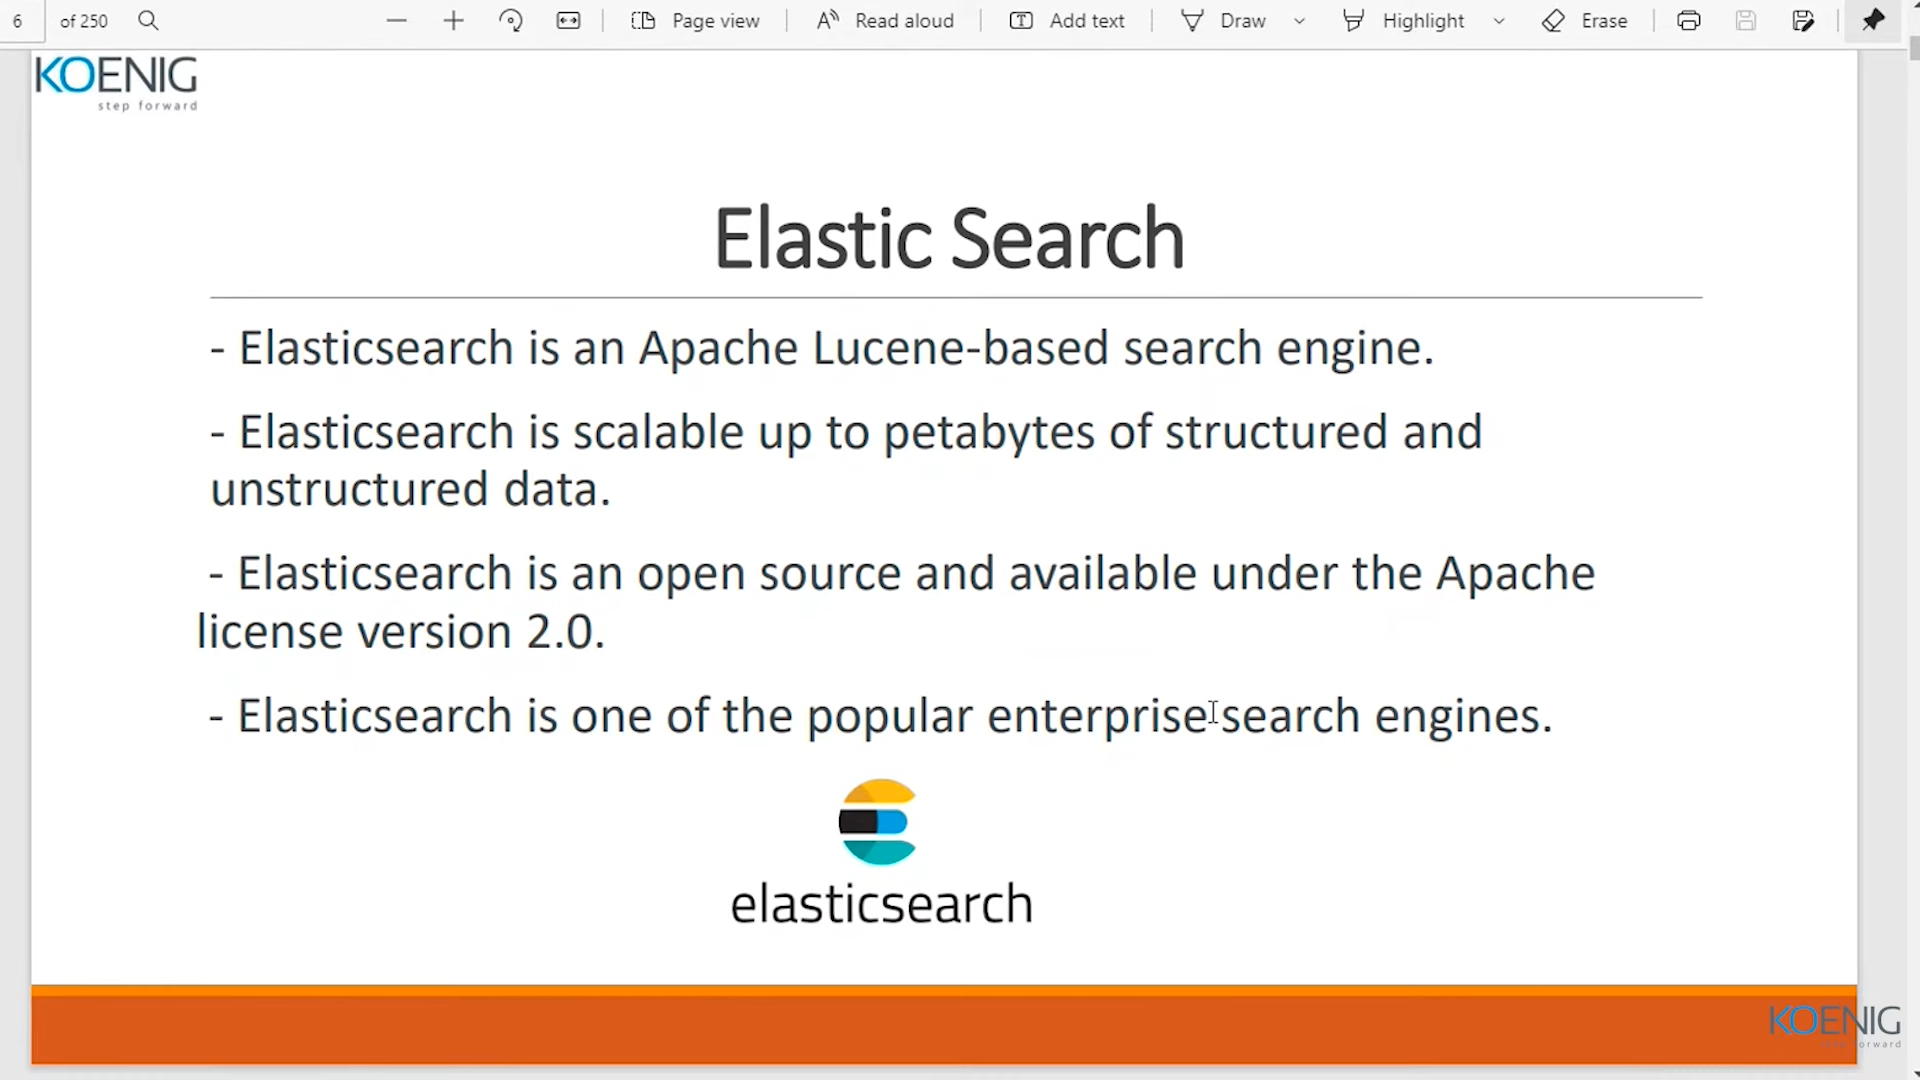 6 of 250 Page view Read aloud Add text Draw Highlight Erase
KOENIG
step forward
Elastic Search
- Elasticsearch is an Apache Lucene-based search engine.
- Elasticsearch is scalable up to petabytes of structured and
unstructured data.
- Elasticsearch is an open source and available under the Apache
license version 2.0.
- Elasticsearch is one of the popular enterprise search engines.
elasticsearch
KOENIG
step forward